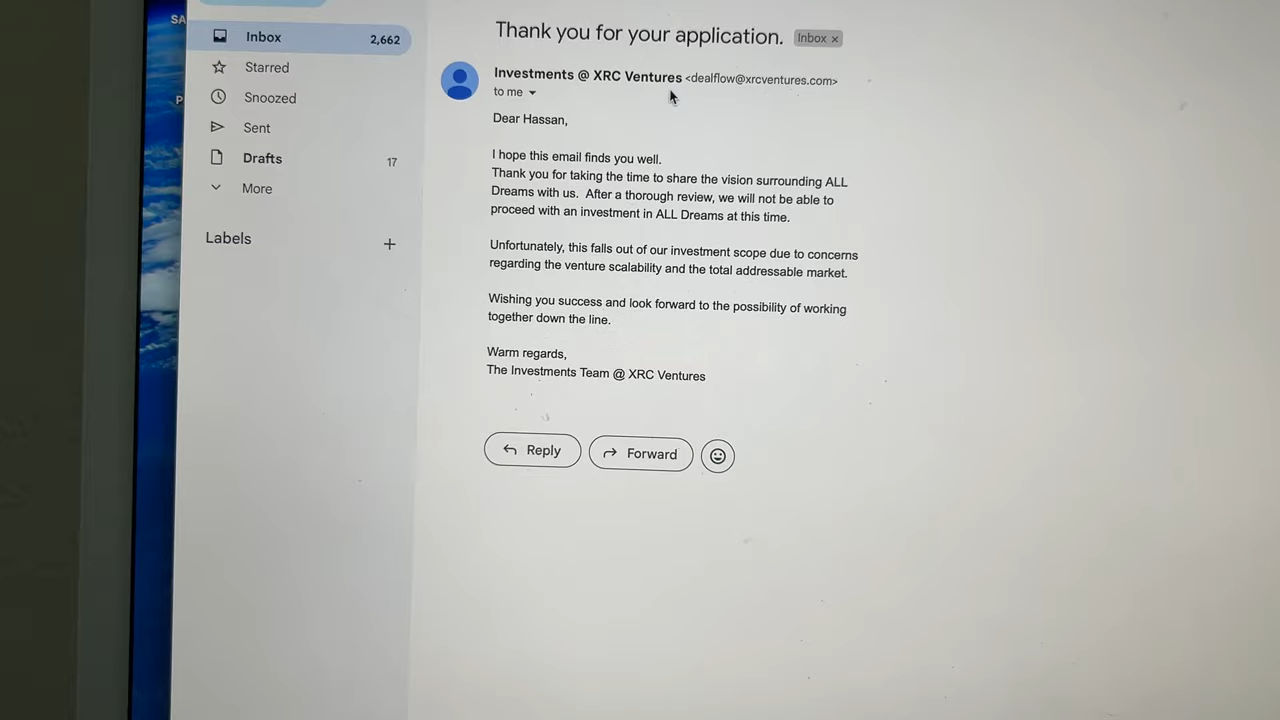 SA
P
Inbox 2,662
Starred
Snoozed
Sent
Drafts 17
More
Labels +
Thank you for your application. Inbox ×
Investments @ XRC Ventures <dealflow@xrcventures.com>
to me
Dear Hassan,
I hope this email finds you well.
Thank you for taking the time to share the vision surrounding ALL
Dreams with us. After a thorough review, we will not be able to
proceed with an investment in ALL Dreams at this time.
Unfortunately, this falls out of our investment scope due to concerns
regarding the venture scalability and the total addressable market.
Wishing you success and look forward to the possibility of working
together down the line.
Warm regards,
The Investments Team @ XRC Ventures
Reply
Forward